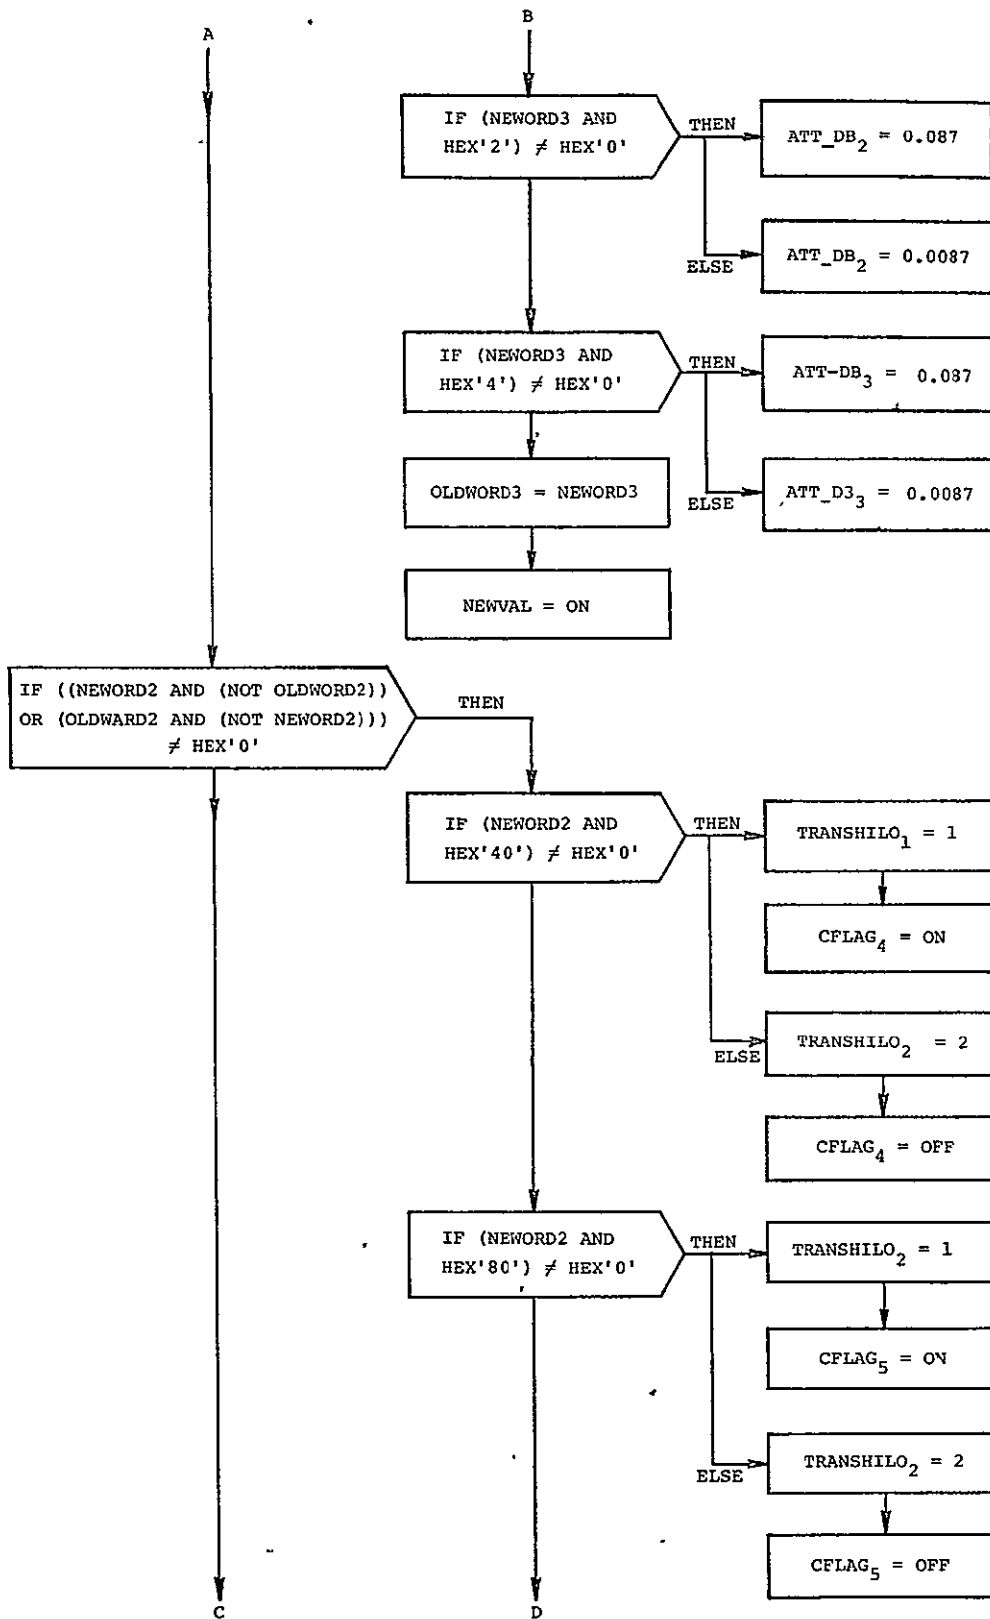 A
B
IF (NEWORD3 AND
HEX'2') ≠ HEX'0'
THEN
ATT_DB₂ = 0.087
ELSE
ATT_DB₂ = 0.0087
IF (NEWORD3 AND
HEX'4') ≠ HEX'0'
THEN
ATT-DB₃ = 0.087
OLDWORD3 = NEWORD3
ELSE
ATT_D3₃ = 0.0087
NEWVAL = ON
IF ((NEWORD2 AND (NOT OLDWORD2))
OR (OLDWARD2 AND (NOT NEWORD2)))
≠ HEX'0'
THEN
IF (NEWORD2 AND
HEX'40') ≠ HEX'0'
THEN
TRANSHILO₁ = 1
CFLAG₄ = ON
ELSE
TRANSHILO₂ = 2
CFLAG₄ = OFF
IF (NEWORD2 AND
HEX'80') ≠ HEX'0'
THEN
TRANSHILO₂ = 1
CFLAG₅ = ON
ELSE
TRANSHILO₂ = 2
CFLAG₅ = OFF
C
D